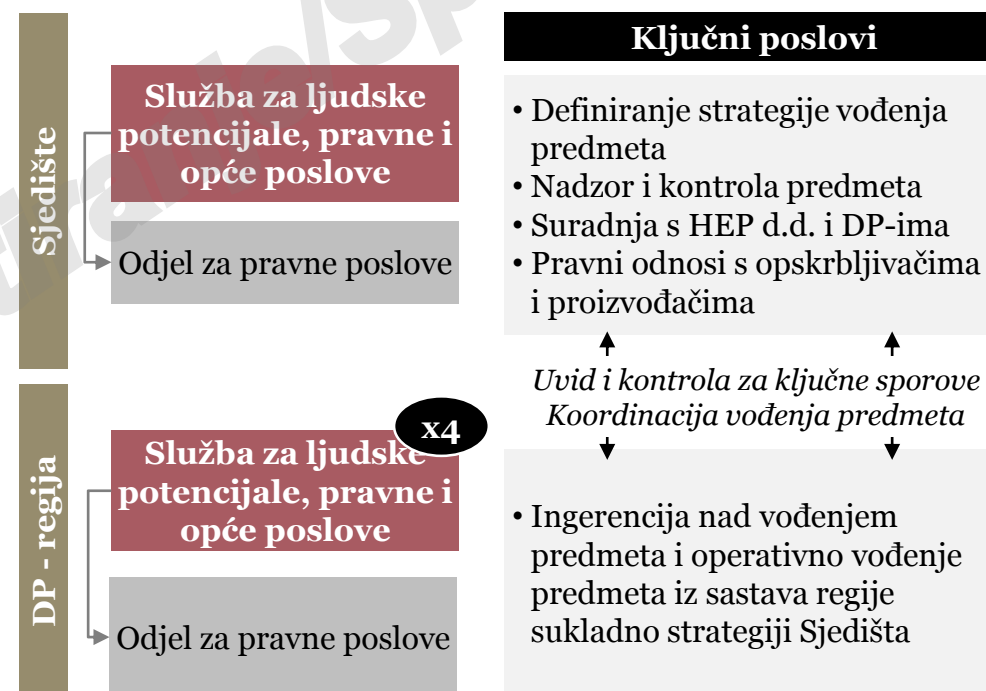 Ključni poslovi
Sjedište
Služba za ljudske
potencijale, pravne i
opće poslove
Odjel za pravne poslove
• Definiranje strategije vođenja
predmeta
• Nadzor i kontrola predmeta
• Suradnja s HEP d.d. i DP-ima
• Pravni odnosi s opskrbljivačima
i proizvođačima
Uvid i kontrola za ključne sporove
Koordinacija vođenja predmeta
DP - regija
x4
Služba za ljudske
potencijale, pravne i
opće poslove
Odjel za pravne poslove
• Ingerencija nad vođenjem
predmeta i operativno vođenje
predmeta iz sastava regije
sukladno strategiji Sjedišta